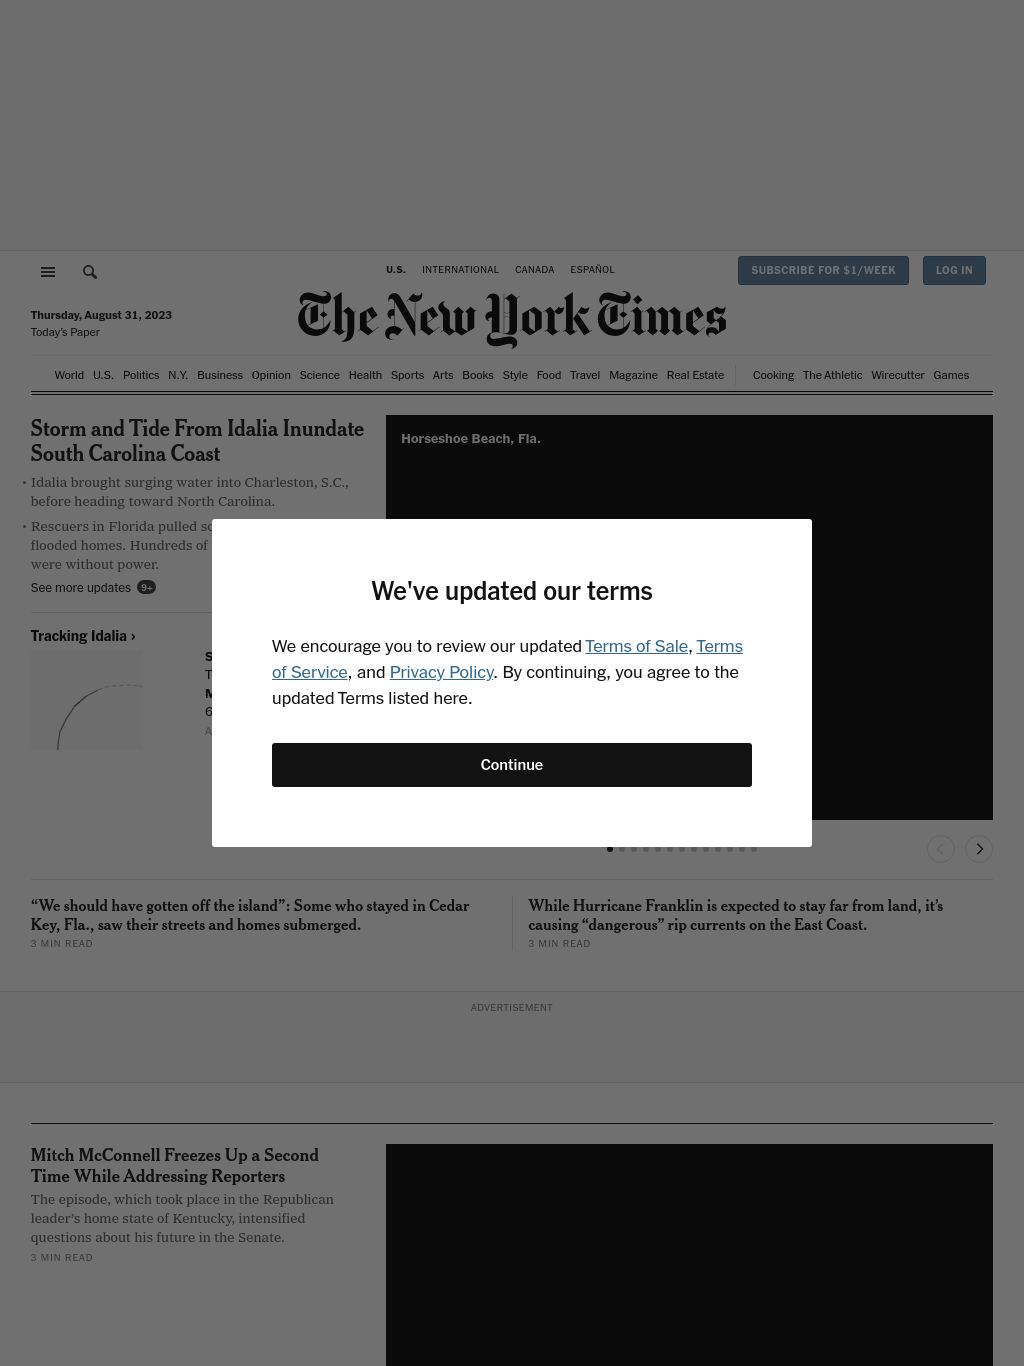 U.S. INTERNATIONAL CANADA ESPAÑOL
SUBSCRIBE FOR $1/WEEK LOG IN
Thursday, August 31, 2023
Today's Paper
The New York Times
World U.S. Politics N.Y. Business Opinion Science Health Sports Arts Books Style Food Travel Magazine Real Estate Cooking The Athletic Wirecutter Games
Storm and Tide From Idalia Inundate
South Carolina Coast
• Idalia brought surging water into Charleston, S.C.,
before heading toward North Carolina.
• Rescuers in Florida pulled
flooded homes. Hundreds of
were without power.
See more updates 9+
Tracking Idalia ›
Horseshoe Beach, Fla.
We've updated our terms
We encourage you to review our updated Terms of Sale, Terms
of Service, and Privacy Policy. By continuing, you agree to the
updated Terms listed here.
Continue
“We should have gotten off the island”: Some who stayed in Cedar
Key, Fla., saw their streets and homes submerged.
3 MIN READ
While Hurricane Franklin is expected to stay far from land, it’s
causing “dangerous” rip currents on the East Coast.
3 MIN READ
ADVERTISEMENT
Mitch McConnell Freezes Up a Second
Time While Addressing Reporters
The episode, which took place in the Republican
leader’s home state of Kentucky, intensified
questions about his future in the Senate.
3 MIN READ